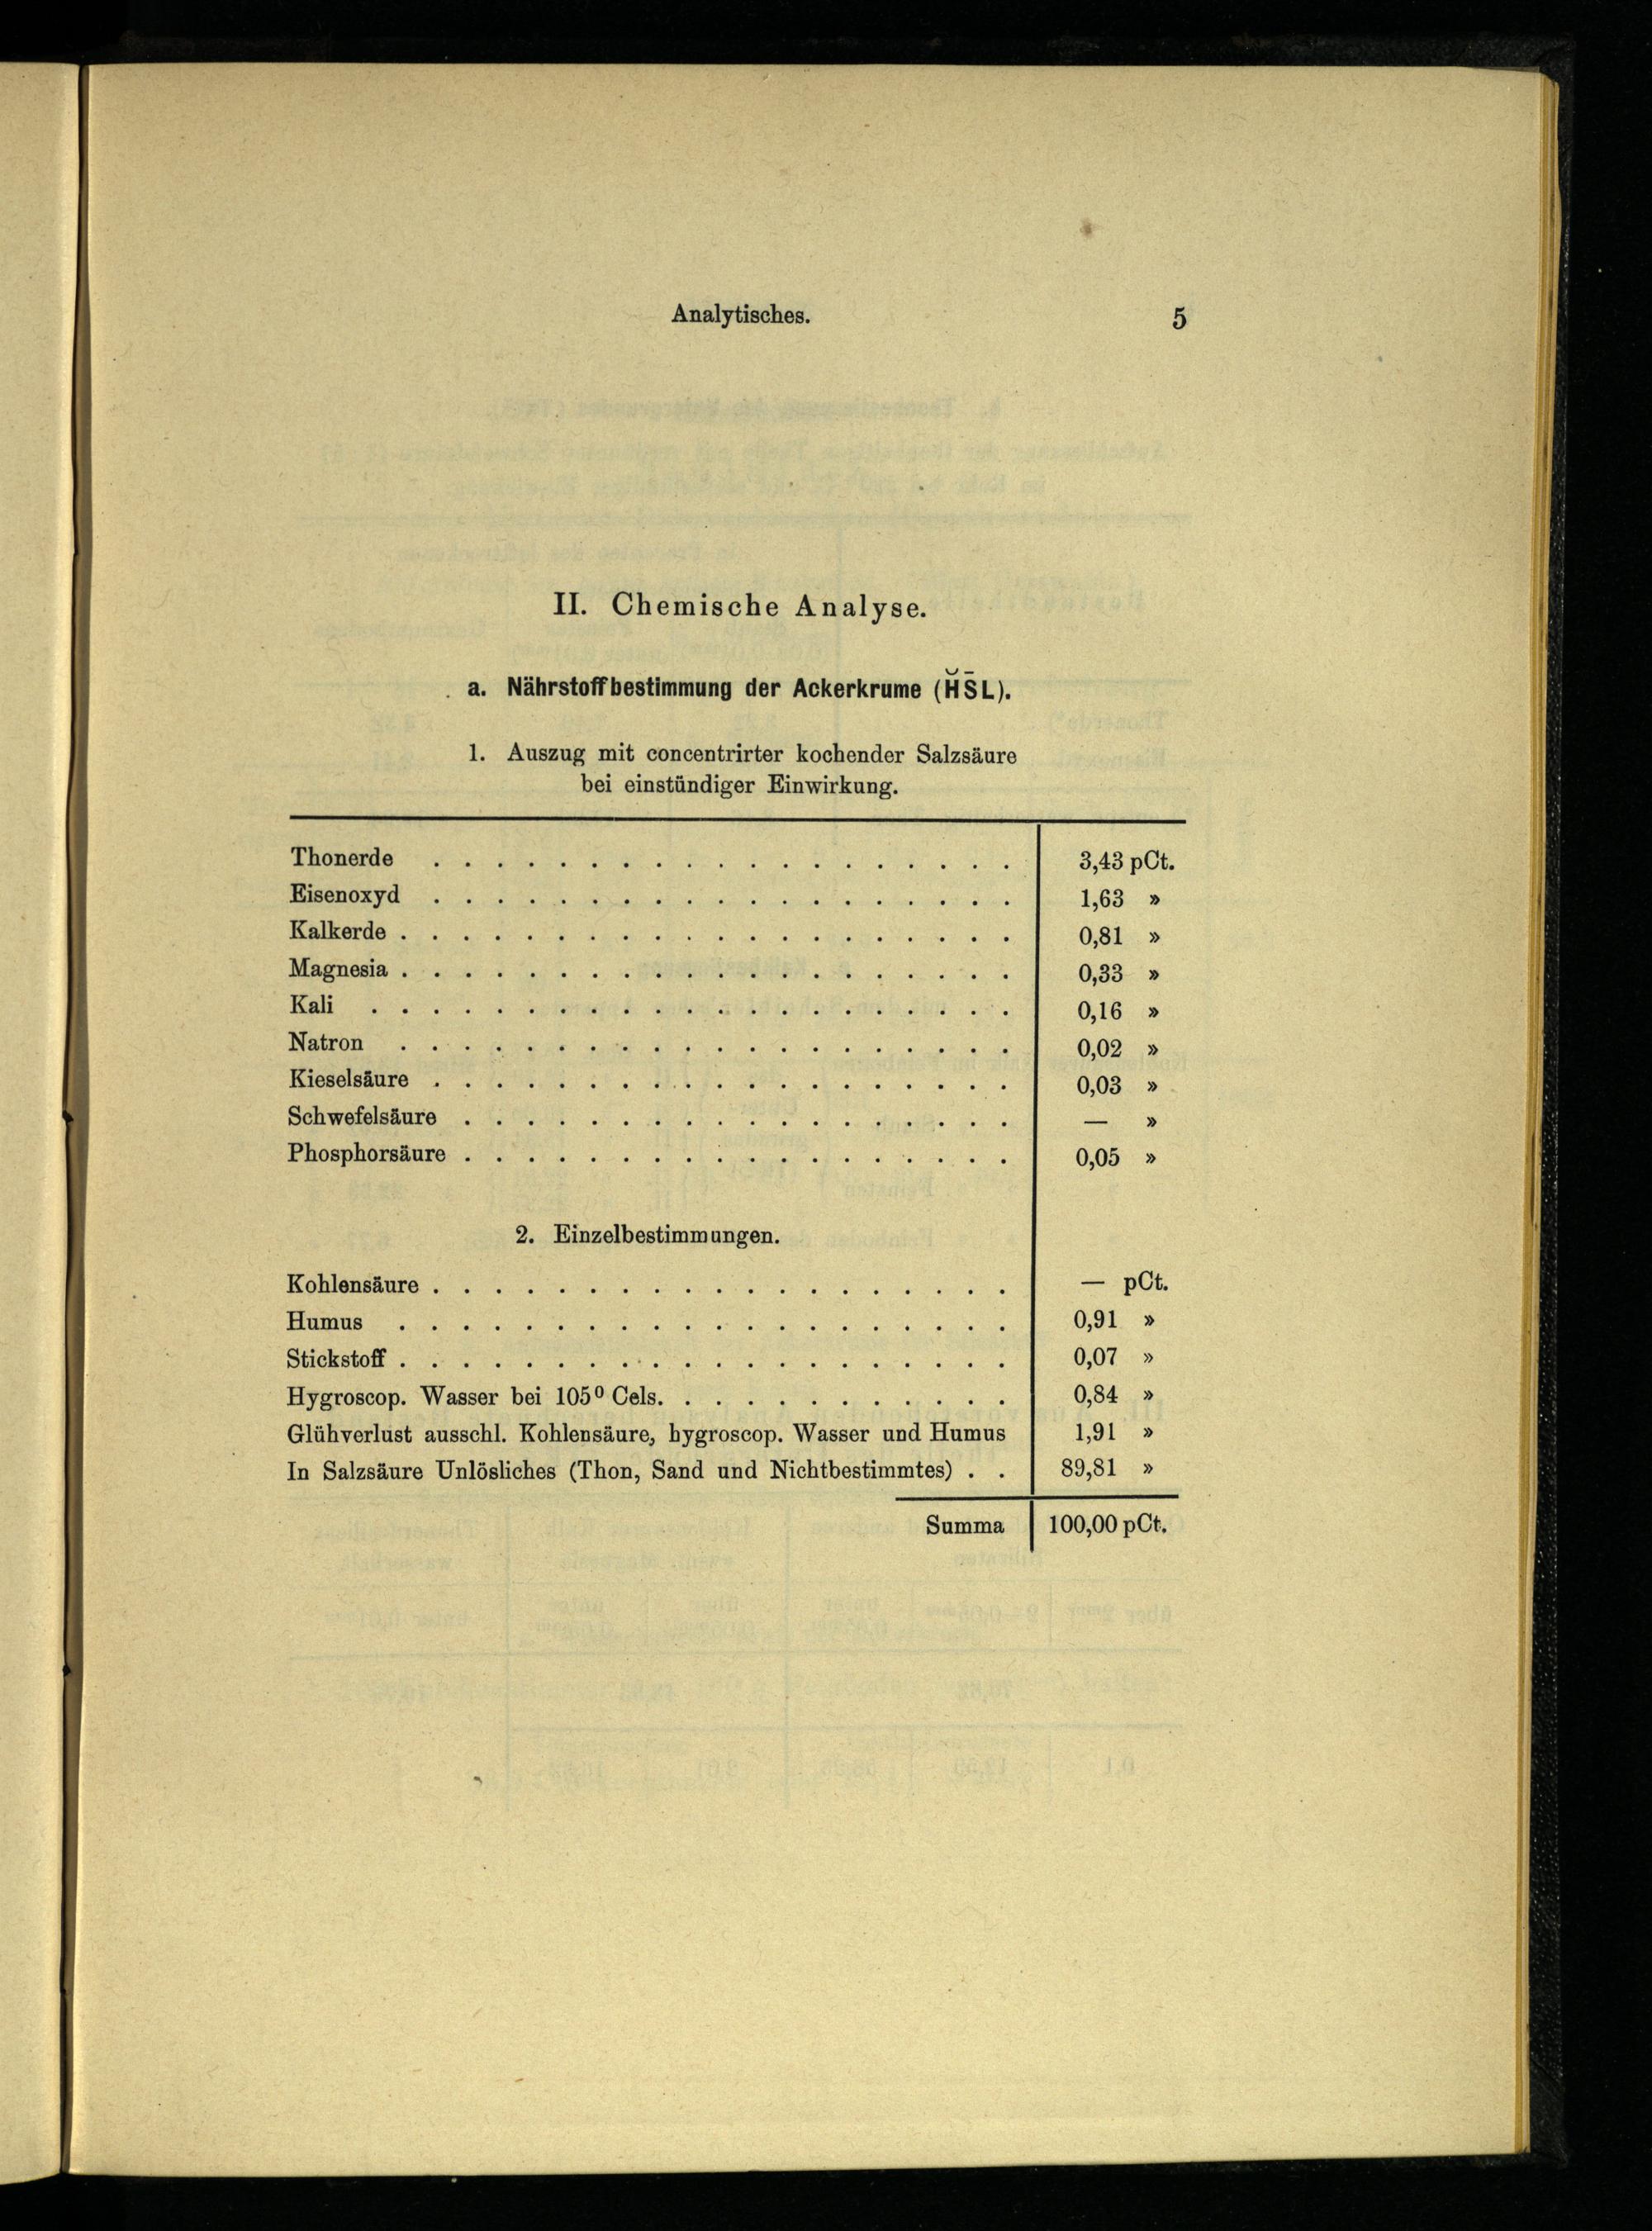 Analytisches. 5
II. Chemische Analyse.
a. Nährstoffbestimmung der Ackerkrume (H̆S̄L).
1. Auszug mit concentrirter kochender Salzsäure
bei einstündiger Einwirkung.
Thonerde . . . . . . . . . . . . . . . . . . . 3,43 pCt.
Eisenoxyd . . . . . . . . . . . . . . . . . . . 1,63 »
Kalkerde . . . . . . . . . . . . . . . . . . . . 0,81 »
Magnesia . . . . . . . . . . . . . . . . . . . . 0,33 »
Kali . . . . . . . . . . . . . . . . . . . . . 0,16 »
Natron . . . . . . . . . . . . . . . . . . . . 0,02 »
Kieselsäure . . . . . . . . . . . . . . . . . . . 0,03 »
Schwefelsäure . . . . . . . . . . . . . . . . . . — »
Phosphorsäure . . . . . . . . . . . . . . . . . . 0,05 »
2. Einzelbestimmungen.
Kohlensäure . . . . . . . . . . . . . . . . . . . — pCt.
Humus . . . . . . . . . . . . . . . . . . . . 0,91 »
Stickstoff . . . . . . . . . . . . . . . . . . . . 0,07 »
Hygroscop. Wasser bei 105⁰ Cels. . . . . . . . . . . . 0,84 »
Glühverlust ausschl. Kohlensäure, hygroscop. Wasser und Humus 1,91 »
In Salzsäure Unlösliches (Thon, Sand und Nichtbestimmtes) . . 89,81 »
Summa 100,00 pCt.